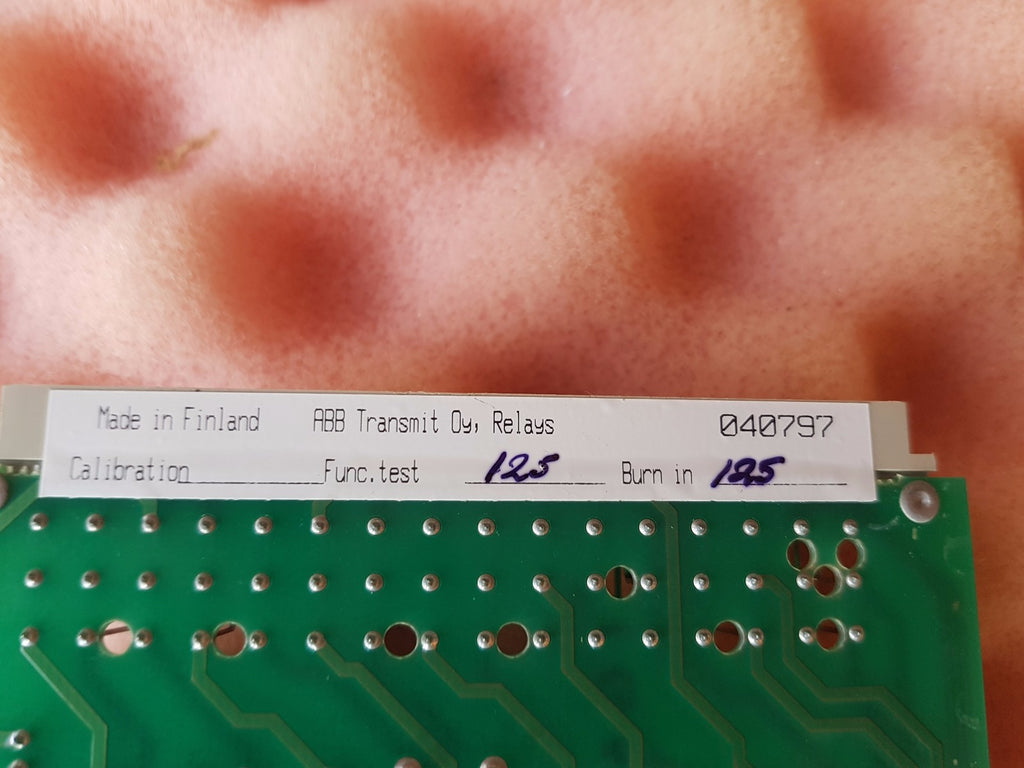 Made in Finland ABB Transmit Oy, Relays 040797
Calibration Func.test 125 Burn in 125